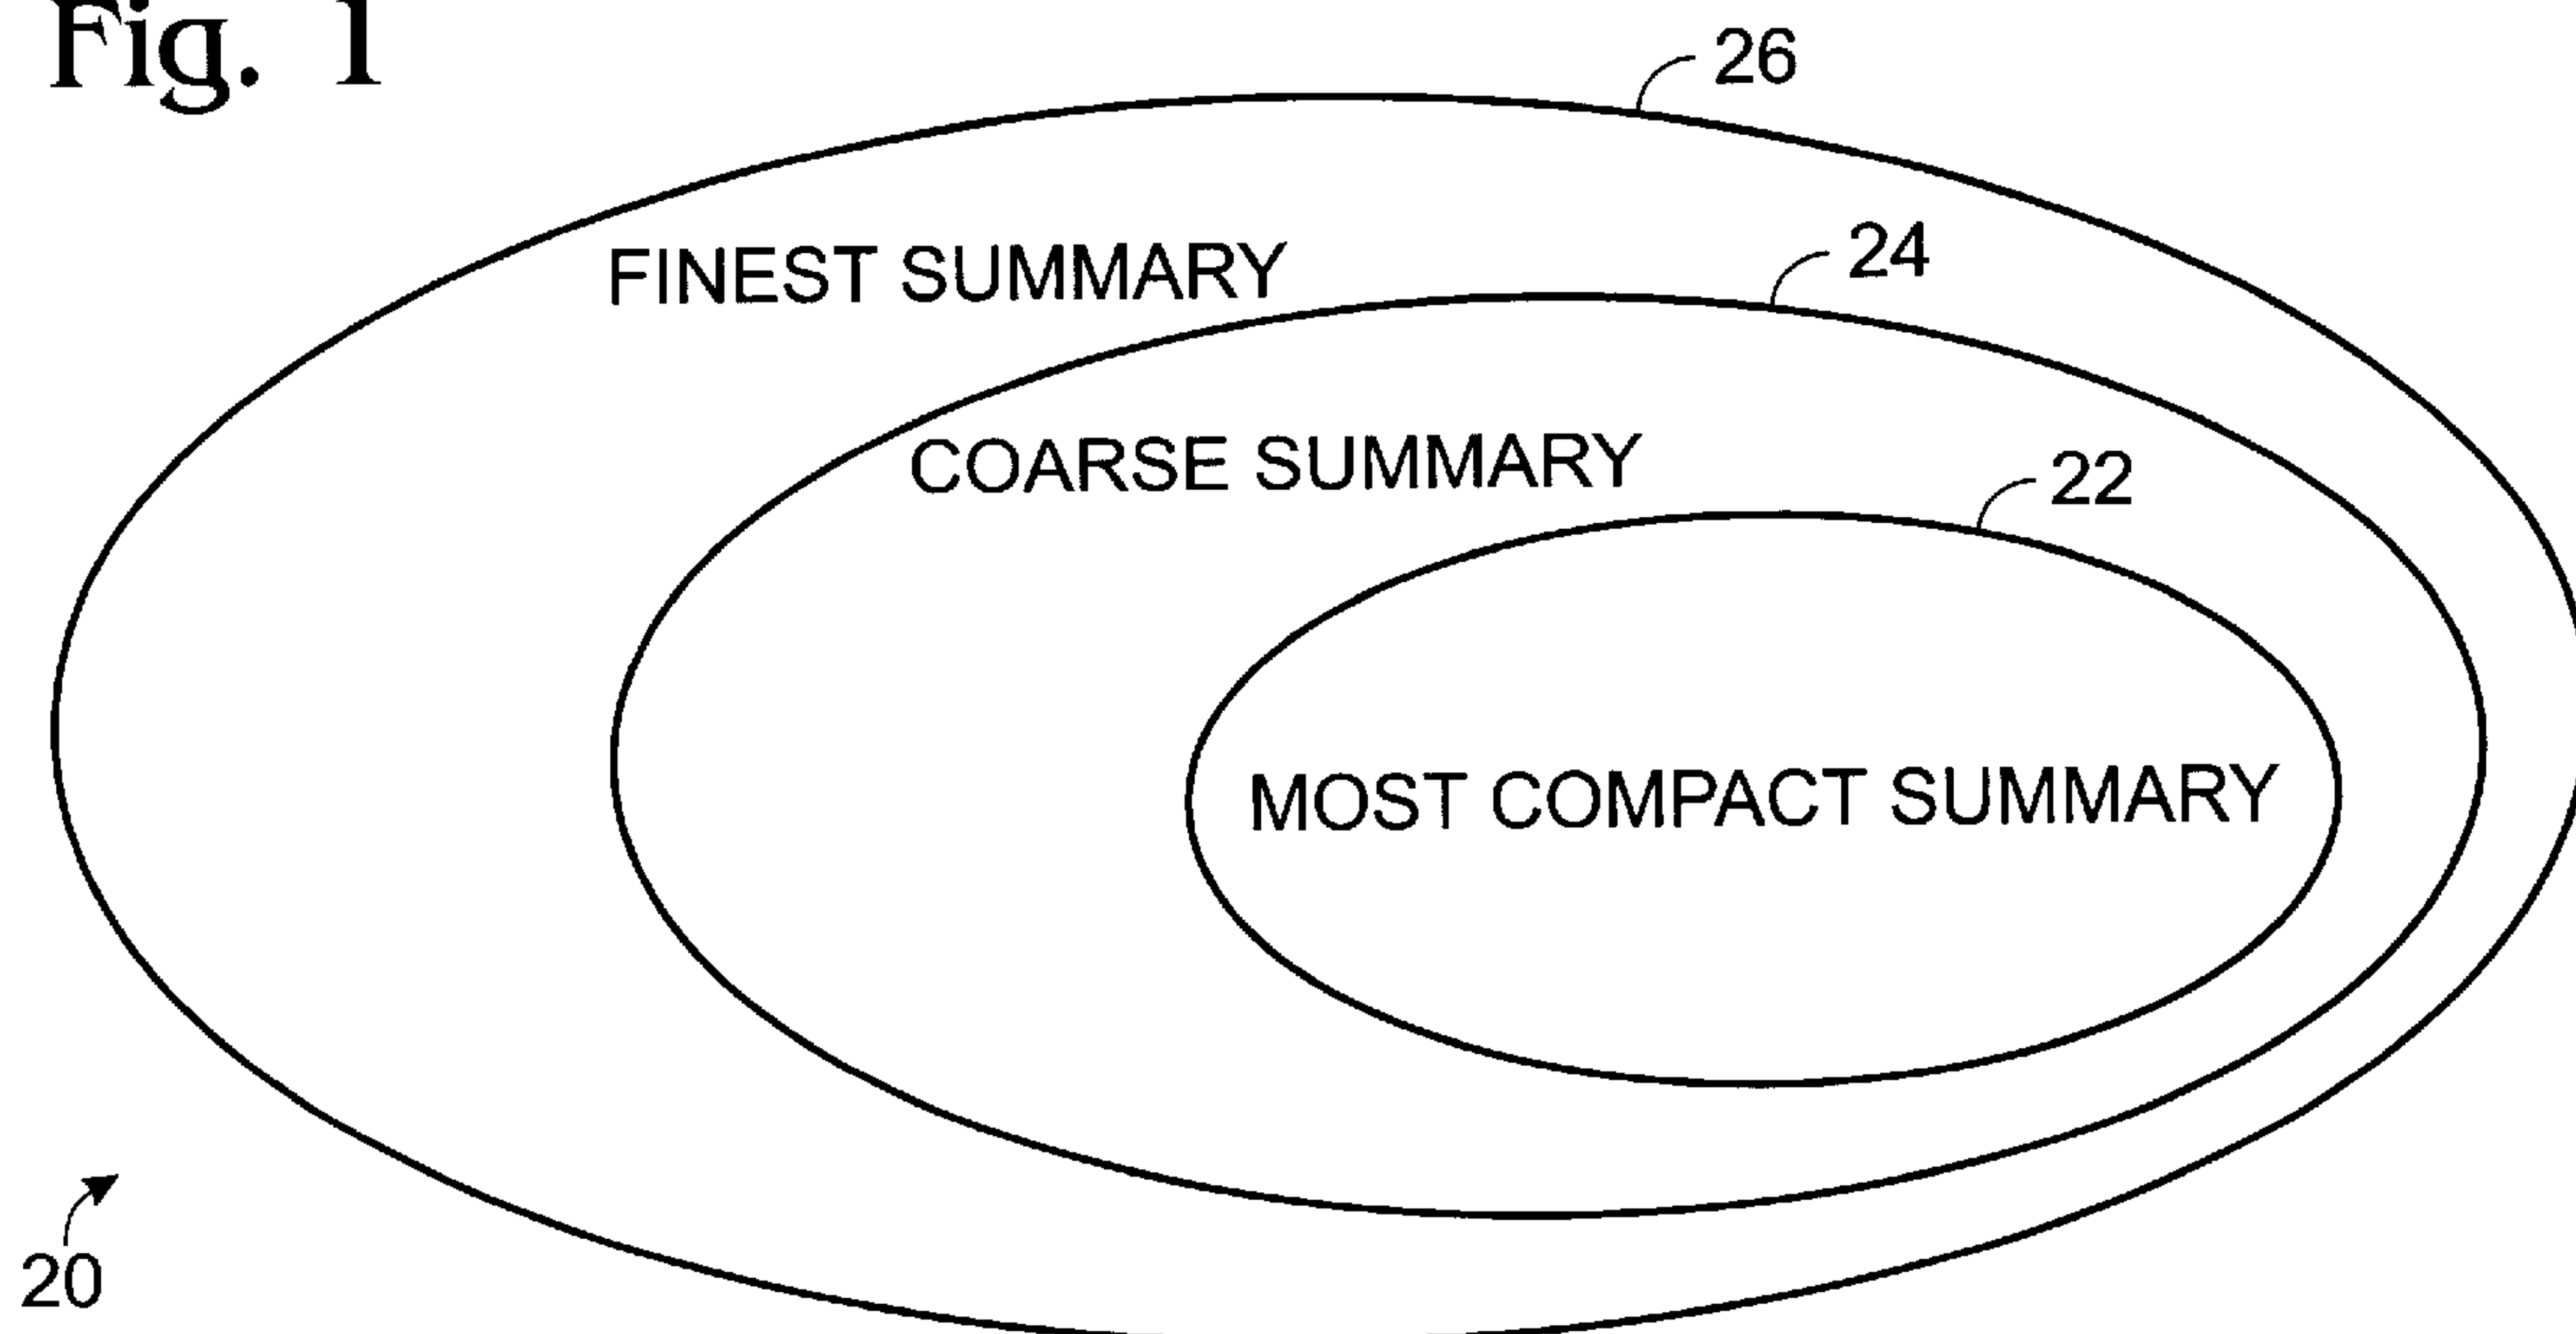 Fig. 1
26
FINEST SUMMARY
24
COARSE SUMMARY
22
MOST COMPACT SUMMARY
20